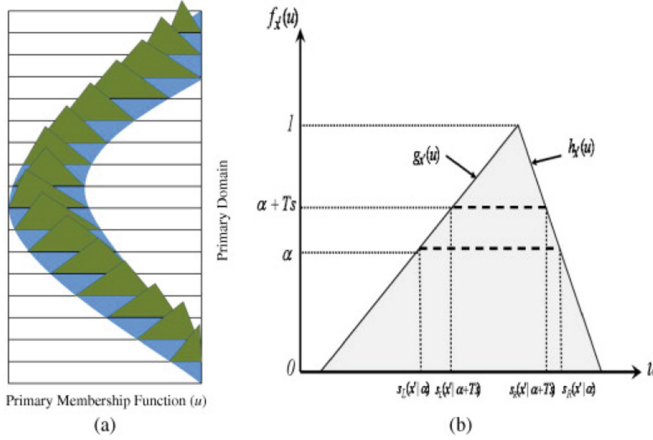 Primary Domain
Primary Membership Function (u)
(a)
f_x'(u)
1
g_x'(u)
h_x'(u)
α + Ts
α
0
s_L(x'|α) s_L(x'|α+Ts) s_R(x'|α+Ts) s_R(x'|α)
u
(b)